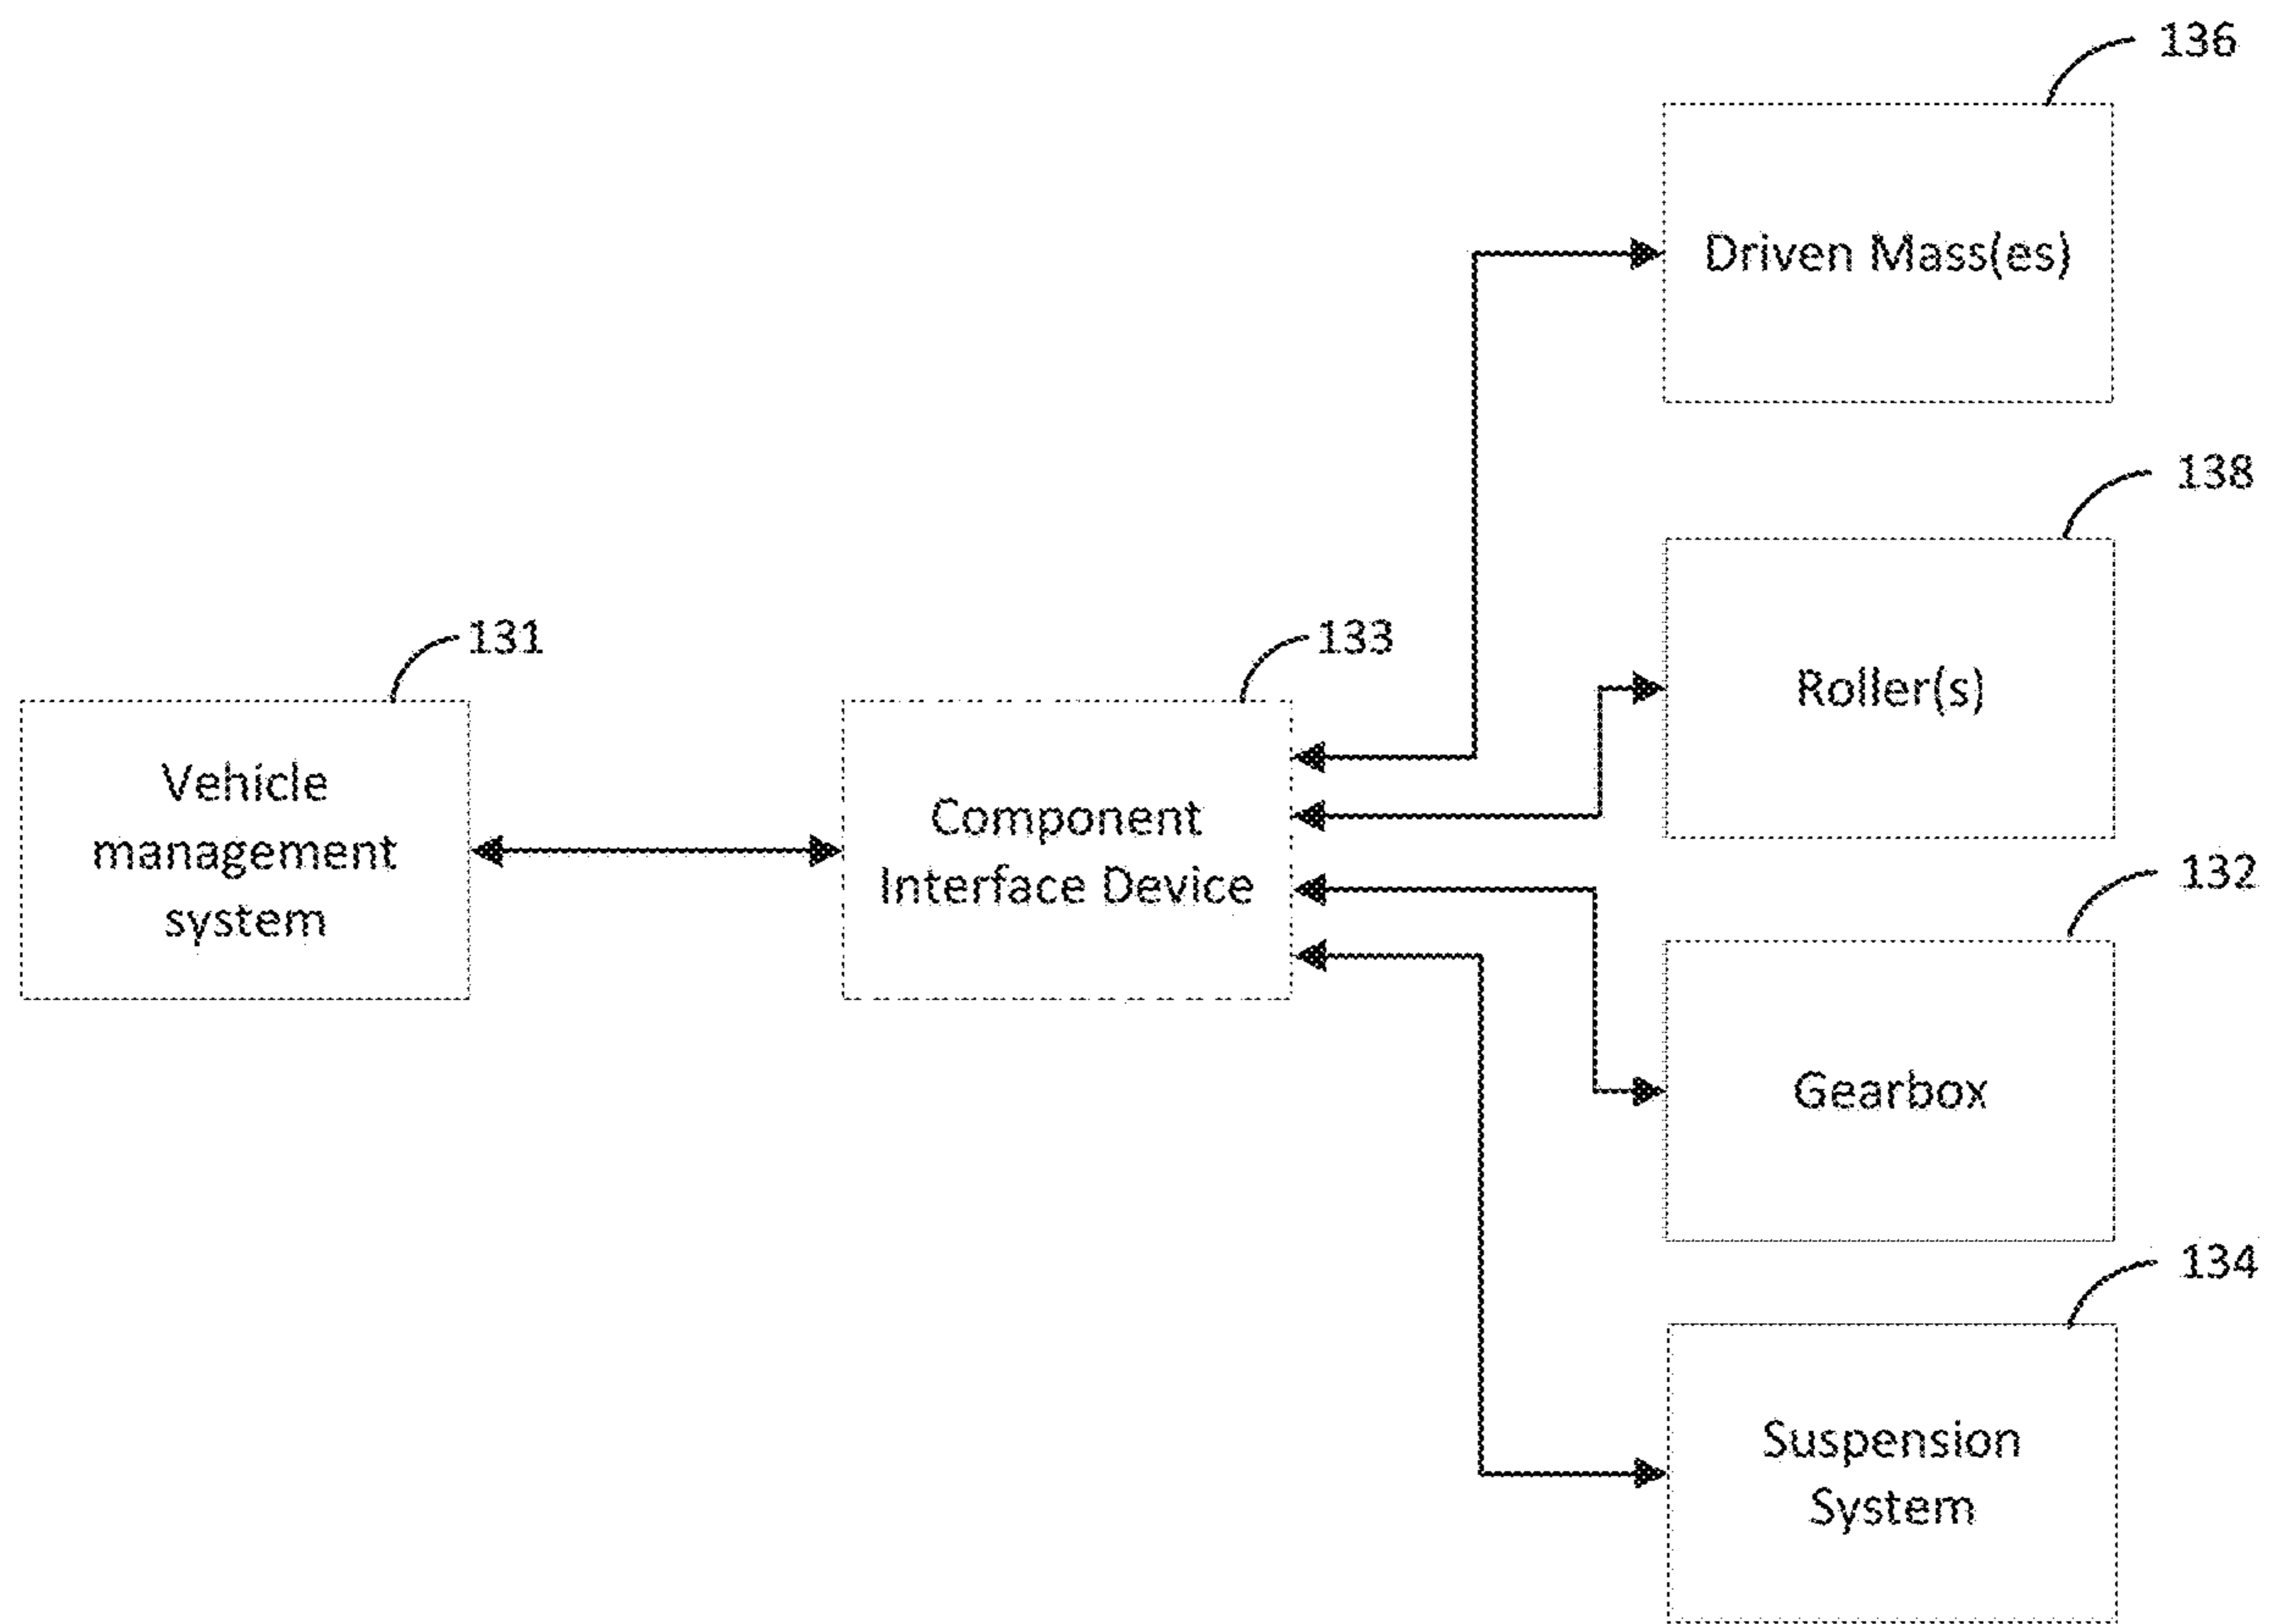 136
Driven Mass(es)
138
Roller(s)
131
133
Vehicle
management
system
Component
Interface Device
132
Gearbox
134
Suspension
System